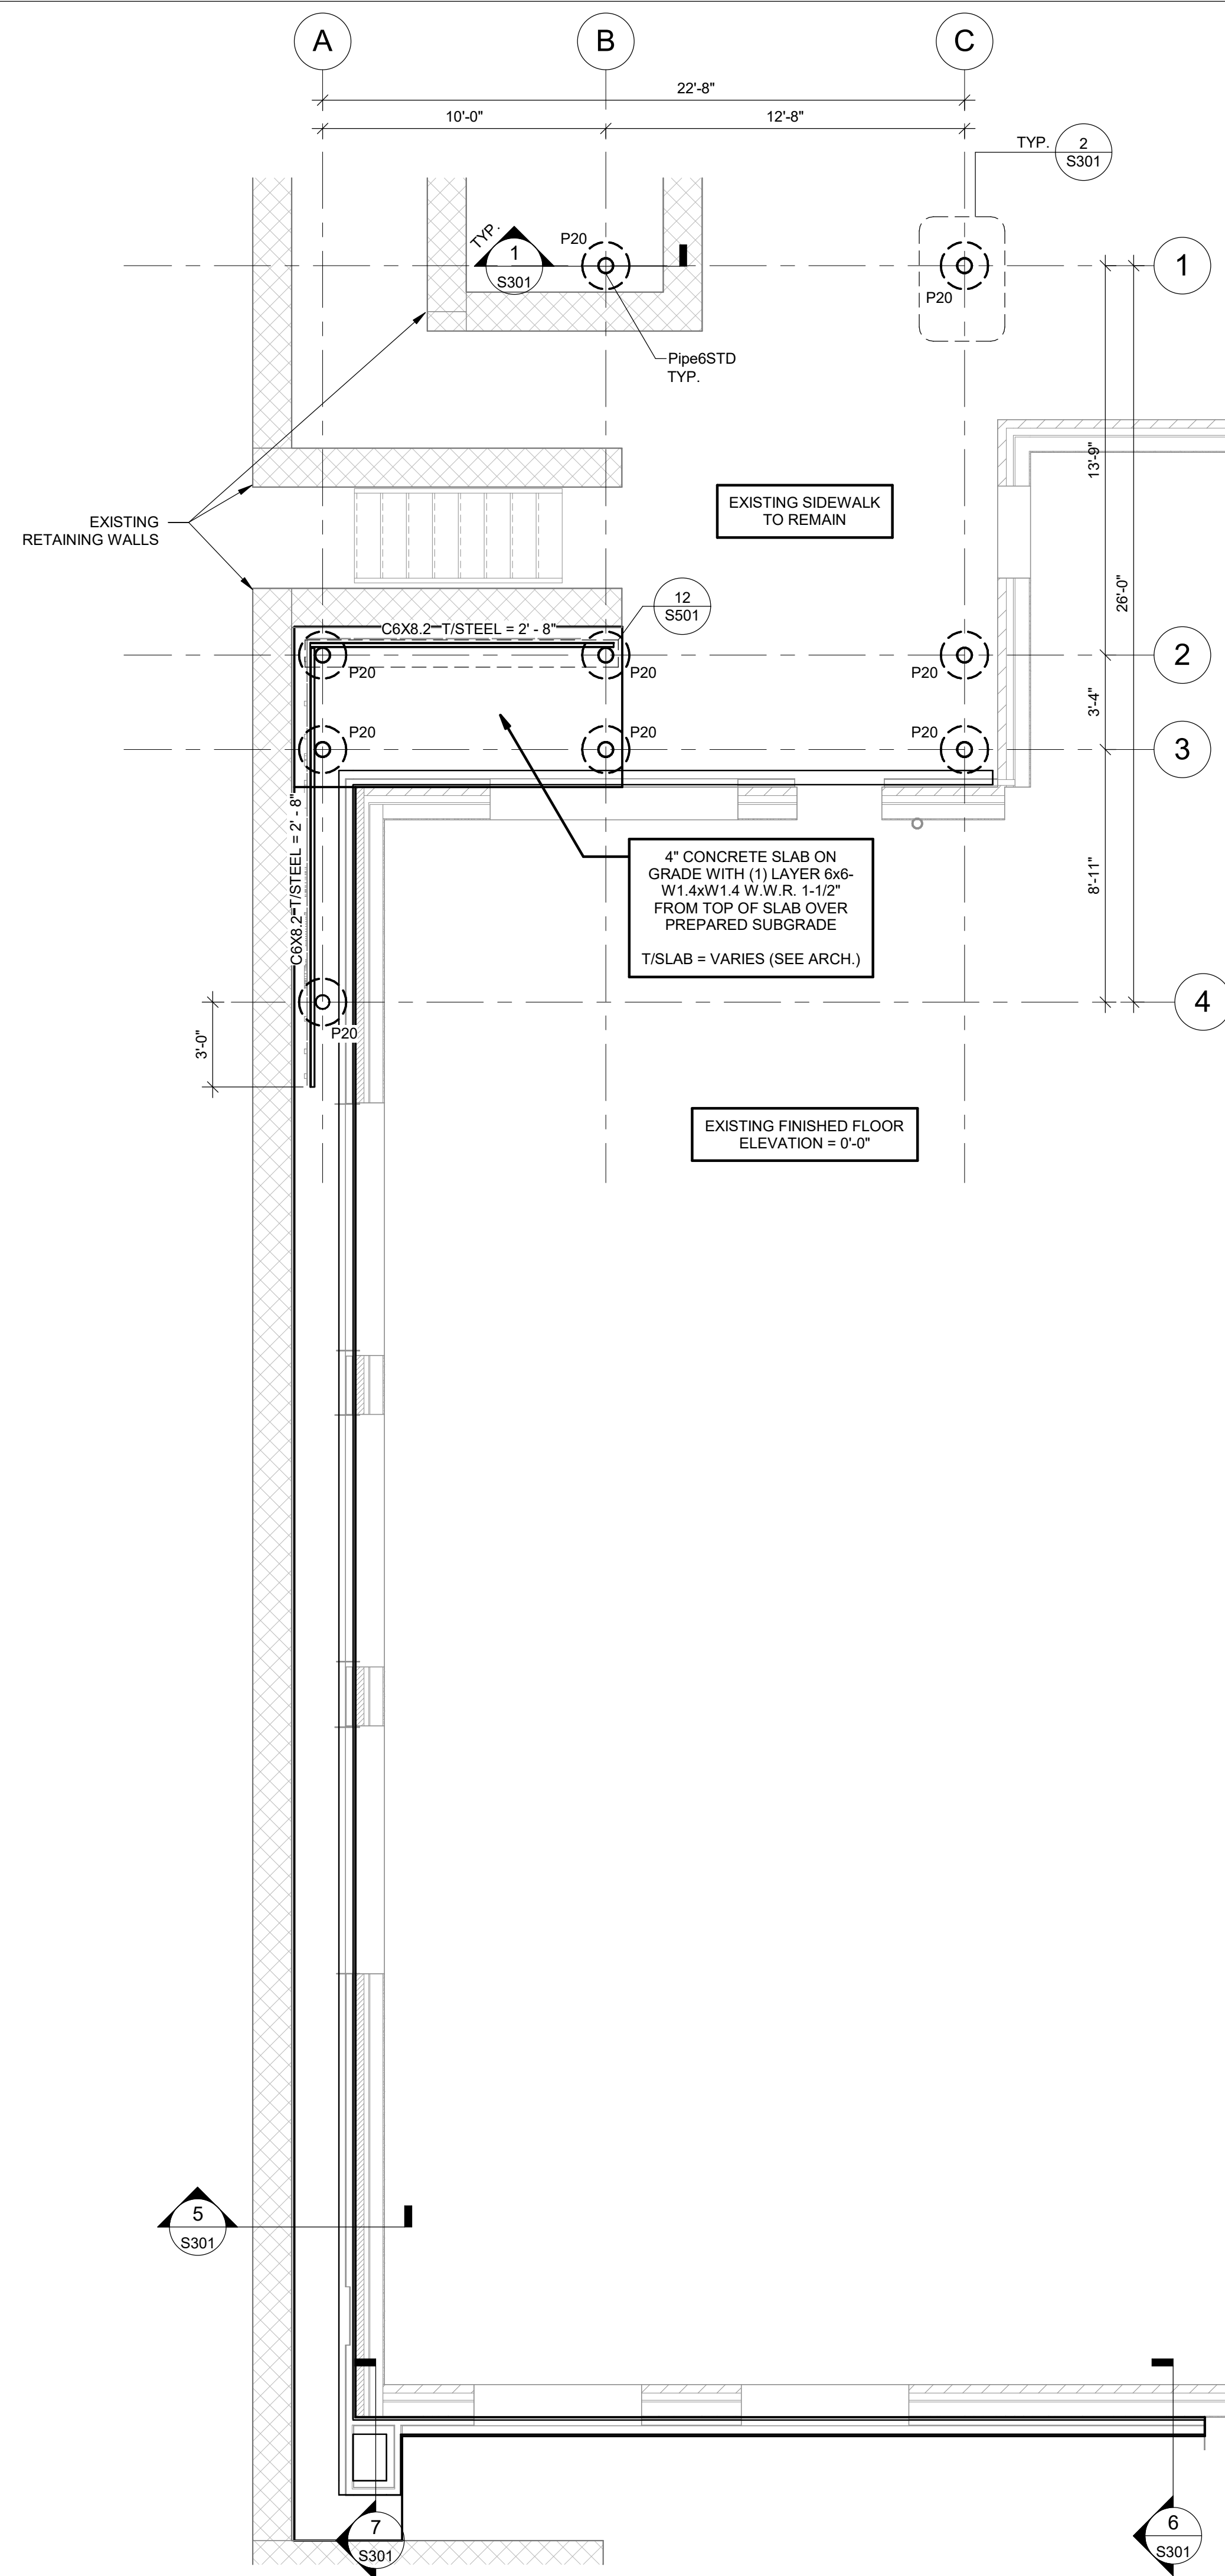 A
B
C
22'-8"
10'-0"
12'-8"
TYP.
2
S301
TYP.
1
S301
P20
P20
1
Pipe6STD
TYP.
13'-9"
EXISTING
RETAINING WALLS
EXISTING SIDEWALK
TO REMAIN
26'-0"
12
S501
C6X8.2 T/STEEL = 2' - 8"
P20
P20
P20
2
3'-4"
P20
P20
P20
3
C6X8.2 T/STEEL = 2' - 8"
4" CONCRETE SLAB ON
GRADE WITH (1) LAYER 6x6-
W1.4xW1.4 W.W.R. 1-1/2"
FROM TOP OF SLAB OVER
PREPARED SUBGRADE
T/SLAB = VARIES (SEE ARCH.)
8'-11"
4
P20
3'-0"
EXISTING FINISHED FLOOR
ELEVATION = 0'-0"
5
S301
7
S301
6
S301